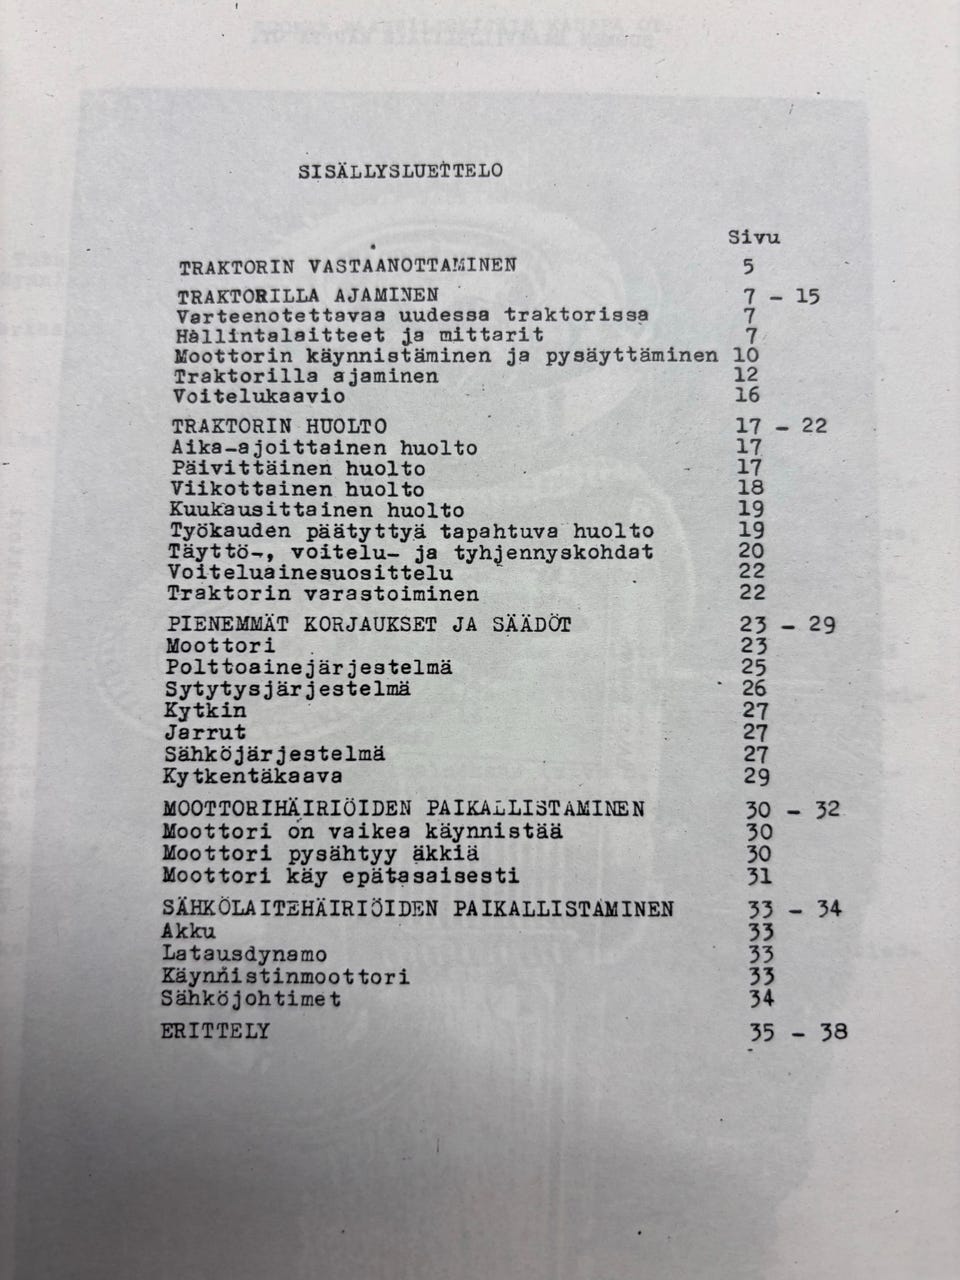 SISÄLLYSLUETTELO
Sivu
TRAKTORIN VASTAANOTTAMINEN 5
TRAKTORILLA AJAMINEN 7 - 15
Varteenotettavaa uudessa traktorissa 7
Hallintalaitteet ja mittarit 7
Moottorin käynnistäminen ja pysäyttäminen 10
Traktorilla ajaminen 12
Voitelukaavio 16
TRAKTORIN HUOLTO 17 - 22
Aika-ajoittainen huolto 17
Päivittäinen huolto 17
Viikottainen huolto 18
Kuukausittainen huolto 19
Työkauden päätyttyä tapahtuva huolto 19
Täyttö-, voitelu- ja tyhjennyskohdat 20
Voiteluainesuosittelu 22
Traktorin varastoiminen 22
PIENEMMÄT KORJAUKSET JA SÄÄDÖT 23 - 29
Moottori 23
Polttoainejärjestelmä 25
Sytytysjärjestelmä 26
Kytkin 27
Jarrut 27
Sähköjärjestelmä 27
Kytkentäkaava 29
MOOTTORIHÄIRIÖIDEN PAIKALLISTAMINEN 30 - 32
Moottori on vaikea käynnistää 30
Moottori pysähtyy äkkiä 30
Moottori käy epätasaisesti 31
SÄHKÖLAITEHÄIRIÖIDEN PAIKALLISTAMINEN 33 - 34
Akku 33
Latausdynamo 33
Käynnistinmoottori 33
Sähköjohtimet 34
ERITTELY 35 - 38